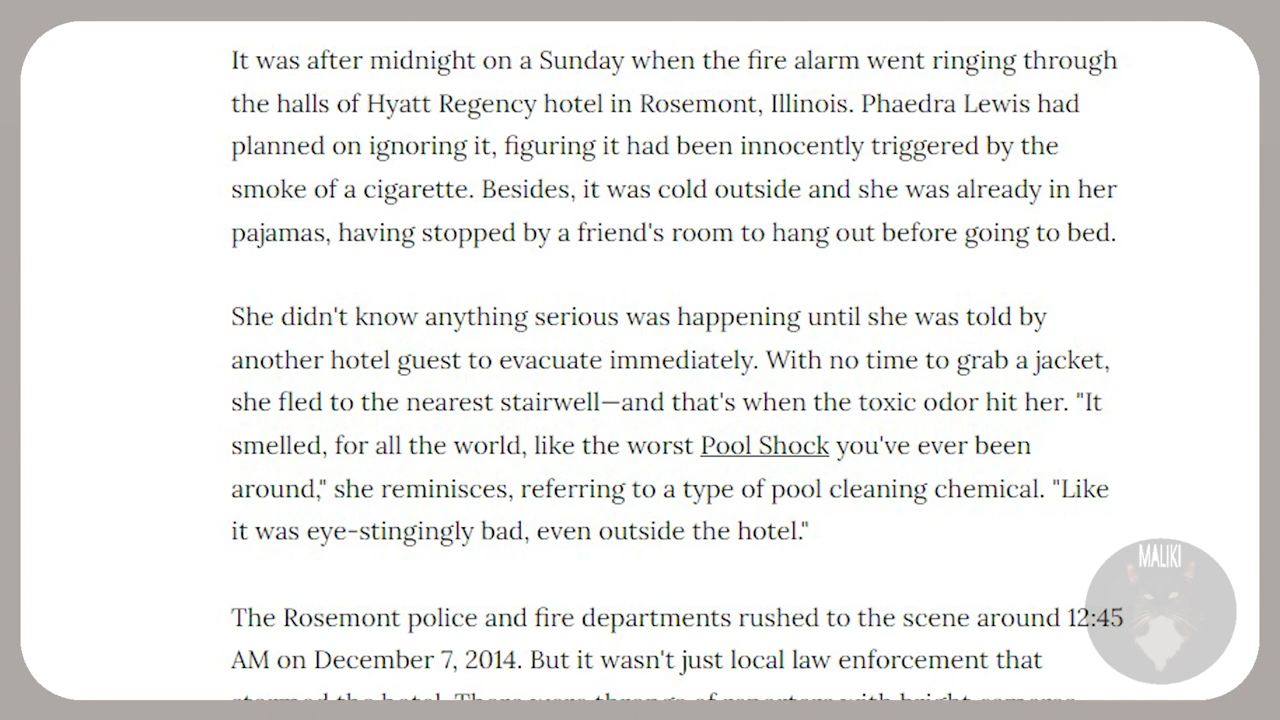 It was after midnight on a Sunday when the fire alarm went ringing through
the halls of Hyatt Regency hotel in Rosemont, Illinois. Phaedra Lewis had
planned on ignoring it, figuring it had been innocently triggered by the
smoke of a cigarette. Besides, it was cold outside and she was already in her
pajamas, having stopped by a friend's room to hang out before going to bed.
She didn't know anything serious was happening until she was told by
another hotel guest to evacuate immediately. With no time to grab a jacket,
she fled to the nearest stairwell—and that's when the toxic odor hit her. "It
smelled, for all the world, like the worst Pool Shock you've ever been
around," she reminisces, referring to a type of pool cleaning chemical. "Like
it was eye-stingingly bad, even outside the hotel."
MALIKI
The Rosemont police and fire departments rushed to the scene around 12:45
AM on December 7, 2014. But it wasn't just local law enforcement that